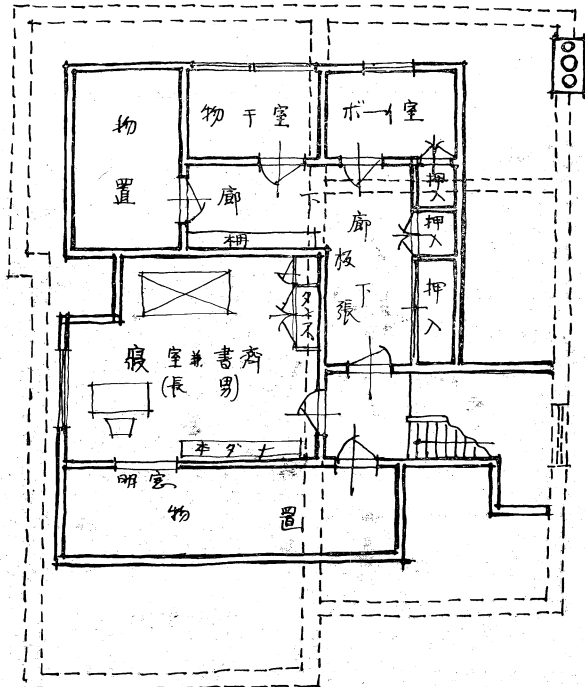 物置
物干室
ボーイ室
押入
廊下
押入
廊下
板張
棚
押入
タンス
寝室兼書斉
(長男)
本ダナ
明窓
物置